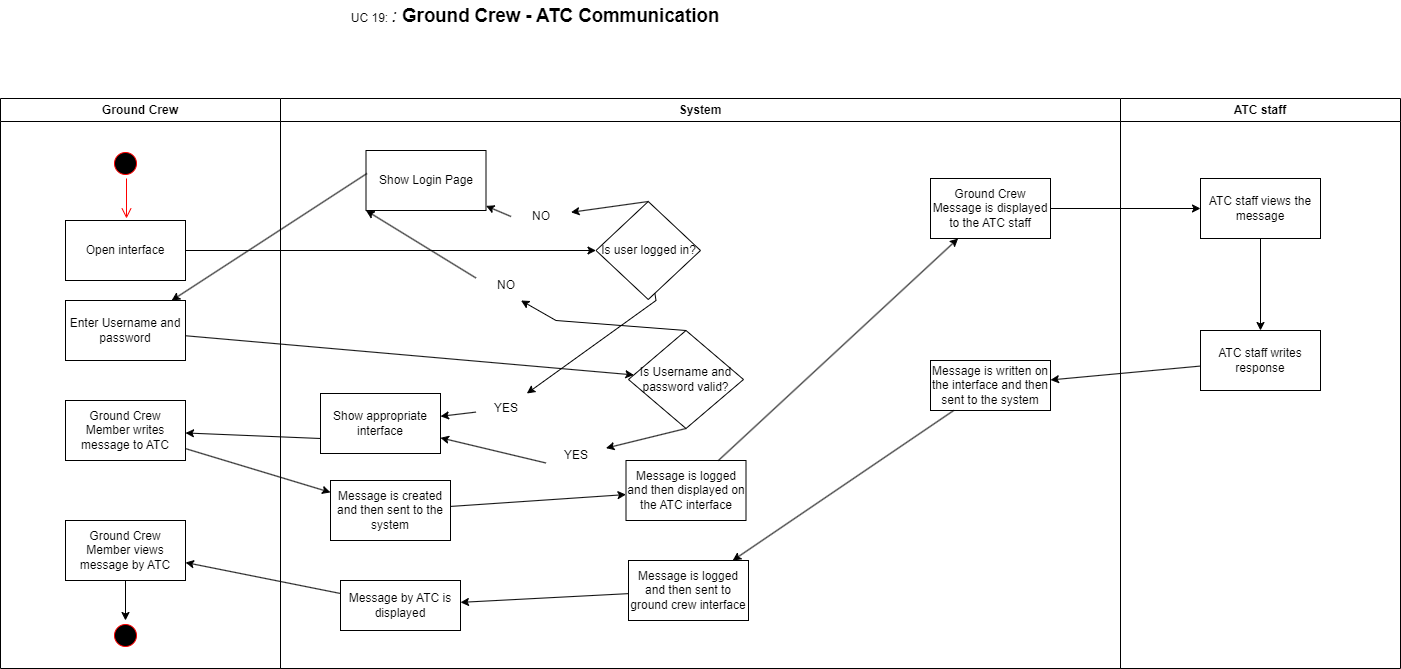 UC 19: : Ground Crew - ATC Communication
Ground Crew
System
ATC staff
Show Login Page
NO
Is user logged in?
Open interface
NO
Enter Username and
password
Is Username and
password valid?
YES
Show appropriate
interface
YES
Ground Crew
Member writes
message to ATC
Message is created
and then sent to the
system
Message is logged
and then displayed on
the ATC interface
Ground Crew
Message is displayed
to the ATC staff
ATC staff views the
message
ATC staff writes
response
Message is written on
the interface and then
sent to the system
Message is logged
and then sent to
ground crew interface
Message by ATC is
displayed
Ground Crew
Member views
message by ATC